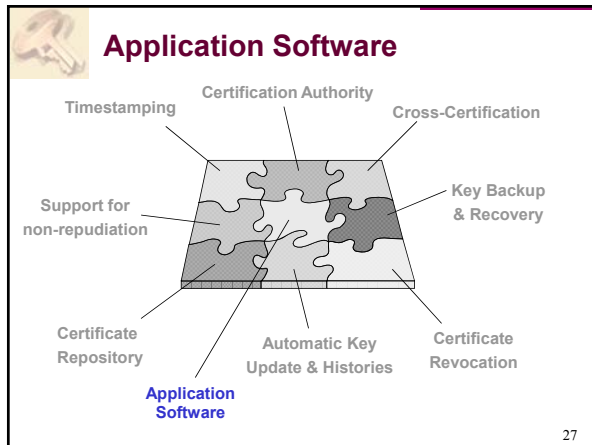 Application Software
Certification Authority
Timestamping
Cross-Certification
Key Backup
& Recovery
Support for
non-repudiation
Certificate
Repository
Automatic Key
Update & Histories
Certificate
Revocation
Application
Software
27